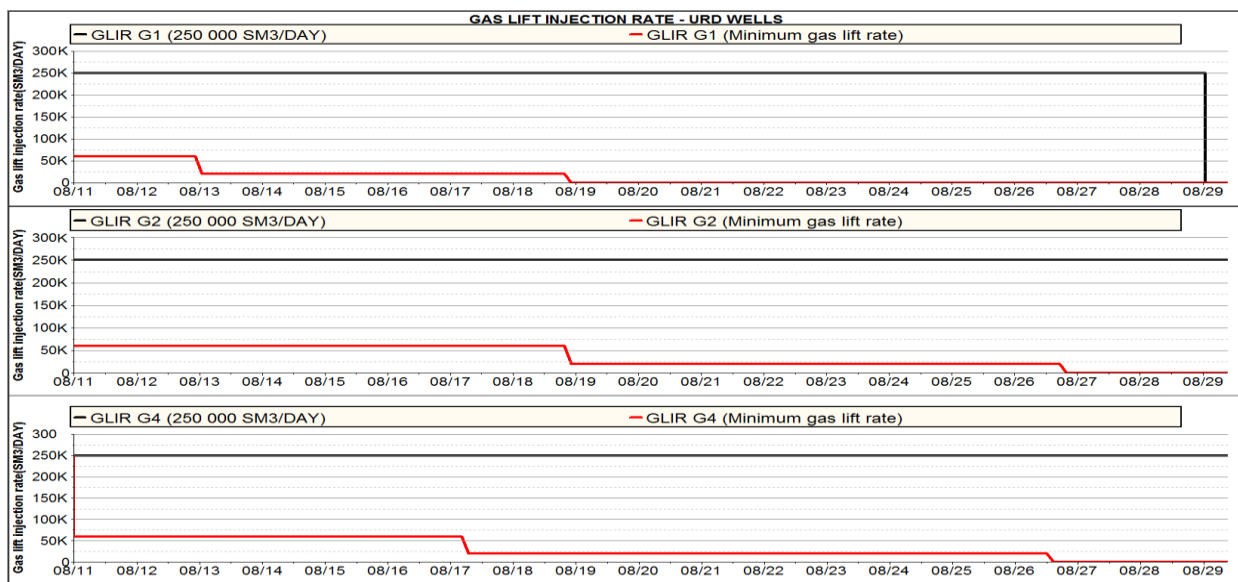 GAS LIFT INJECTION RATE - URD WELLS
GLIR G1 (250 000 SM3/DAY) GLIR G1 (Minimum gas lift rate)
Gas lift injection rate(SM3/DAY)
300K
250K
200K
150K
100K
50K
0
08/11 08/12 08/13 08/14 08/15 08/16 08/17 08/18 08/19 08/20 08/21 08/22 08/23 08/24 08/25 08/26 08/27 08/28 08/29
GLIR G2 (250 000 SM3/DAY) GLIR G2 (Minimum gas lift rate)
Gas lift injection rate(SM3/DAY)
300K
250K
200K
150K
100K
50K
0
08/11 08/12 08/13 08/14 08/15 08/16 08/17 08/18 08/19 08/20 08/21 08/22 08/23 08/24 08/25 08/26 08/27 08/28 08/29
GLIR G4 (250 000 SM3/DAY) GLIR G4 (Minimum gas lift rate)
Gas lift injection rate(SM3/DAY)
300
250K
200K
150K
100K
50K
0
08/11 08/12 08/13 08/14 08/15 08/16 08/17 08/18 08/19 08/20 08/21 08/22 08/23 08/24 08/25 08/26 08/27 08/28 08/29